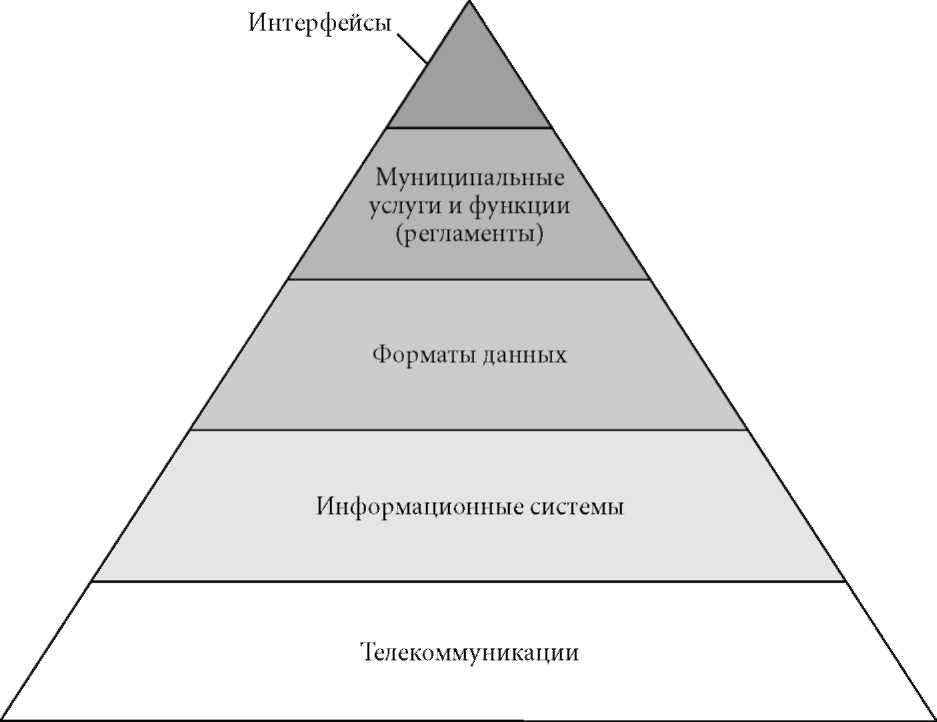 Интерфейсы
Муниципальные
услуги и функции
(регламенты)
Форматы данных
Информационные системы
Телекоммуникации